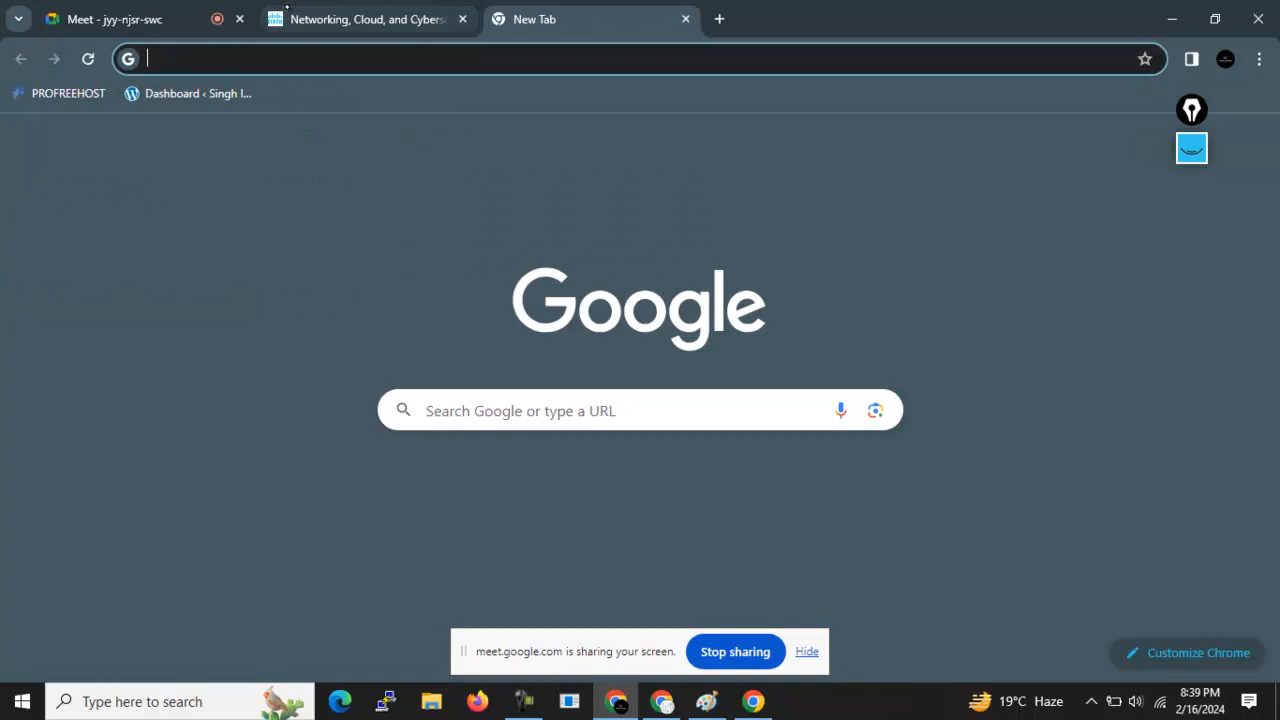 Meet - jyy-njsr-swc
Networking, Cloud, and Cybers
New Tab
PROFREEHOST
Dashboard ‹ Singh I...
Google
Search Google or type a URL
meet.google.com is sharing your screen.
Stop sharing
Hide
Customize Chrome
Type here to search
19°C Haze
8:39 PM
2/16/2024